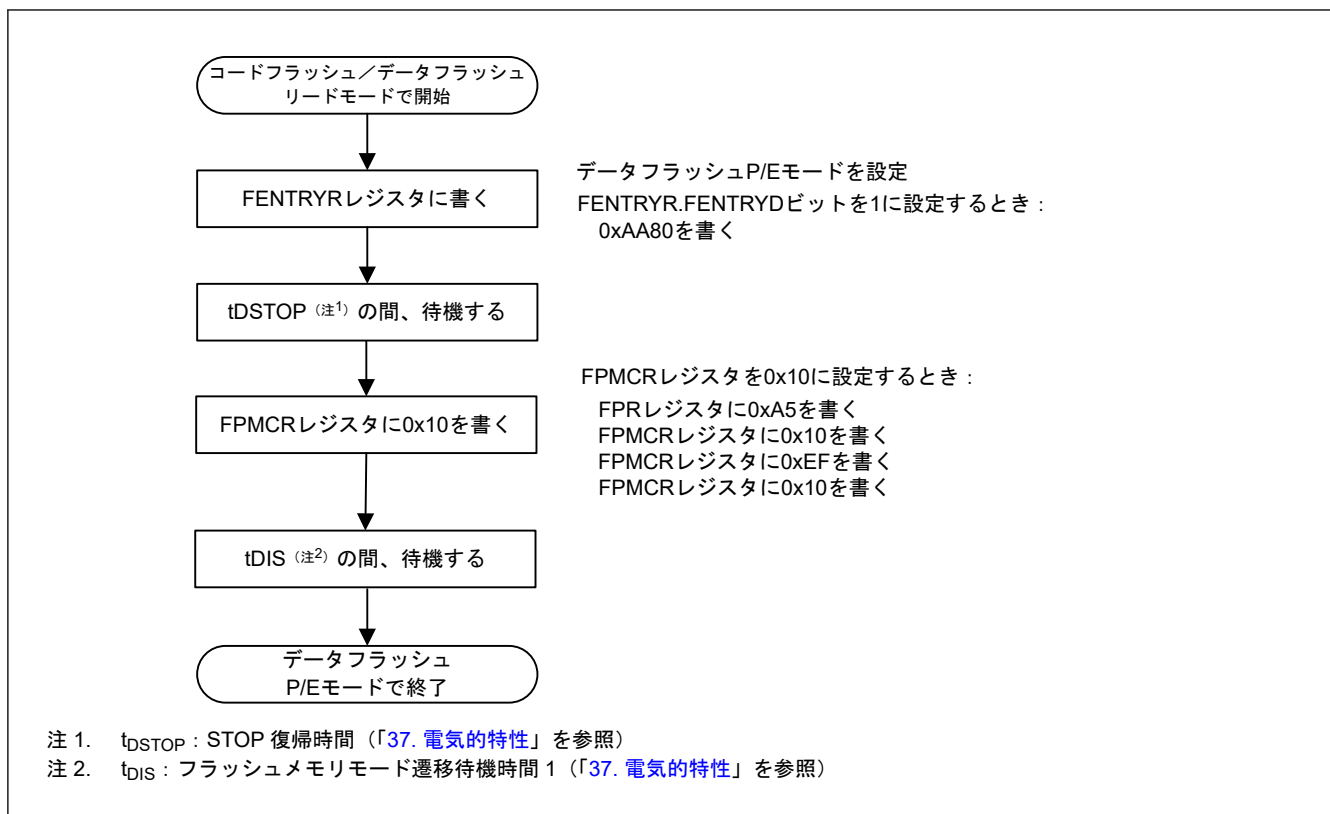 コードフラッシュ／データフラッシュ
リードモードで開始
FENTRYRレジスタに書く
データフラッシュP/Eモードを設定
FENTRYR.FENTRYDビットを1に設定するとき：
0xAA80を書く
tDSTOP（注1）の間、待機する
FPMCRレジスタに0x10を書く
FPMCRレジスタを0x10に設定するとき：
FPRレジスタに0xA5を書く
FPMCRレジスタに0x10を書く
FPMCRレジスタに0xEFを書く
FPMCRレジスタに0x10を書く
tDIS（注2）の間、待機する
データフラッシュ
P/Eモードで終了
注 1. tDSTOP：STOP 復帰時間（「37. 電気的特性」を参照）
注 2. tDIS：フラッシュメモリモード遷移待機時間 1（「37. 電気的特性」を参照）